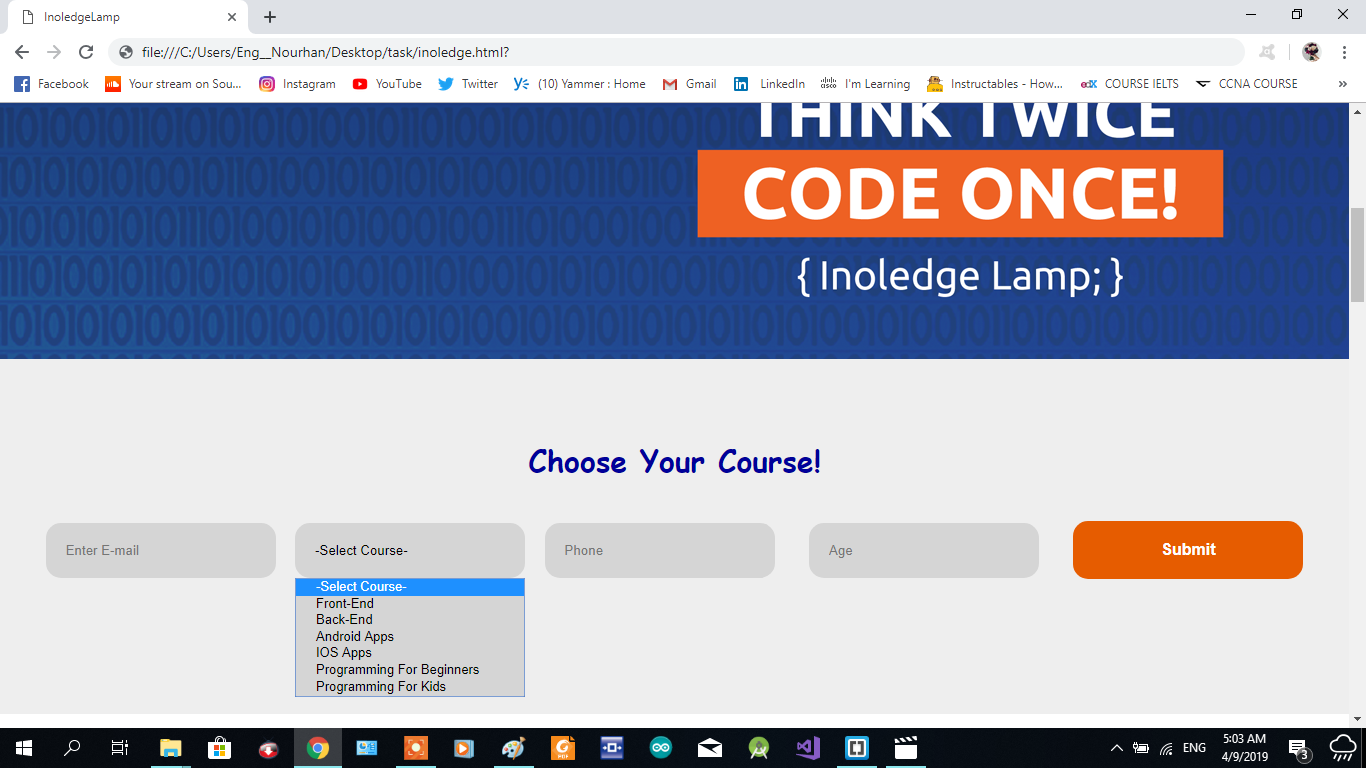 InoledgeLamp
file:///C:/Users/Eng__Nourhan/Desktop/task/inoledge.html?
Facebook
Your stream on Sou...
Instagram
YouTube
Twitter
(10) Yammer : Home
Gmail
LinkedIn
I'm Learning
Instructables - How...
COURSE IELTS
CCNA COURSE
THINK TWICE
CODE ONCE!
{ Inoledge Lamp; }
Choose Your Course!
Enter E-mail
-Select Course-
Phone
Age
Submit
-Select Course-
Front-End
Back-End
Android Apps
IOS Apps
Programming For Beginners
Programming For Kids
ENG
5:03 AM
4/9/2019
3